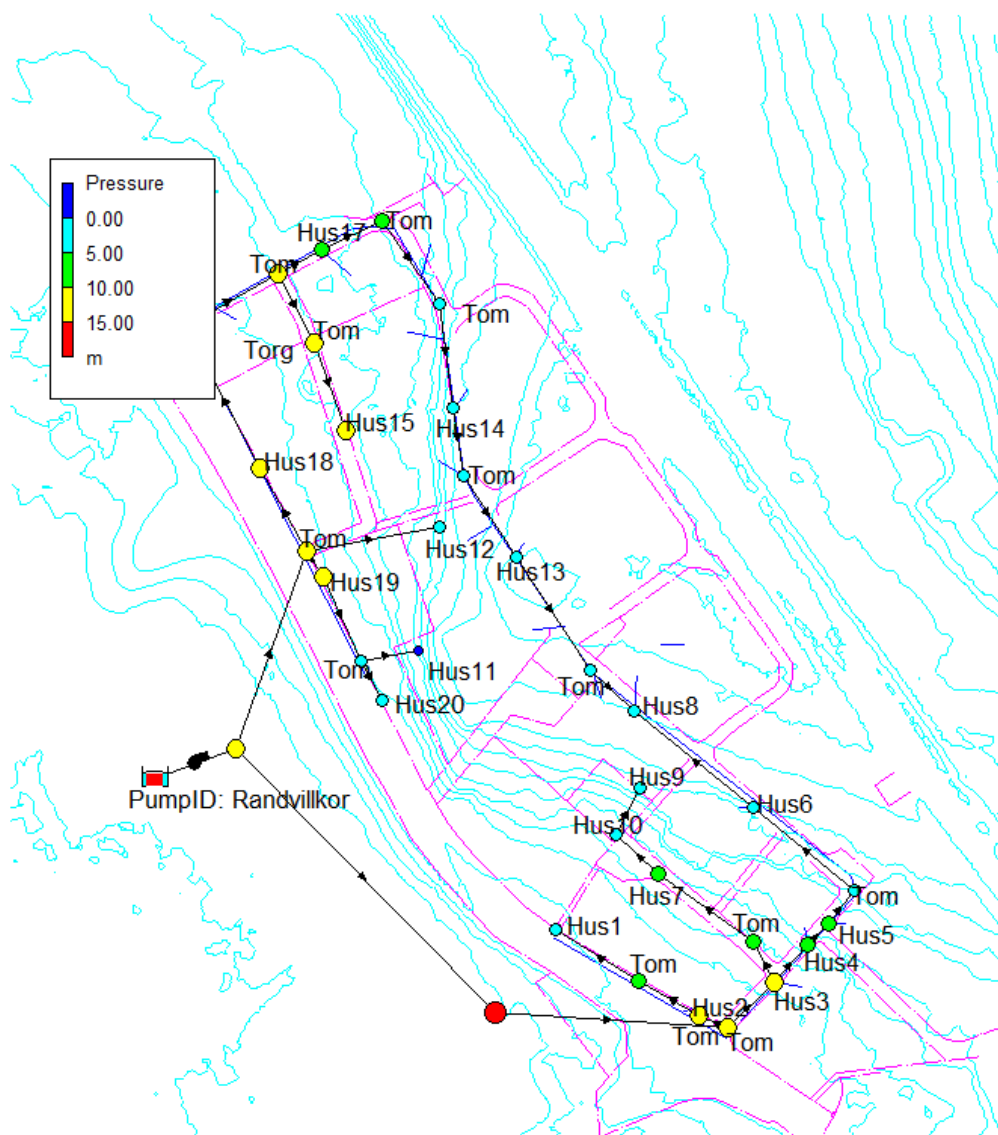 Pressure
0.00
5.00
10.00
15.00
m
Tom
Hus17
Tom
Tom
Tom
Torg
Hus15
Hus14
Hus18
Tom
Tom
Hus12
Hus13
Hus19
Tom
Hus11
Tom
Hus20
Hus8
PumpID: Randvillkor
Hus9
Hus6
Hus10
Hus7
Tom
Hus1
Tom
Hus5
Hus4
Tom
Hus3
Hus2
Tom
Tom